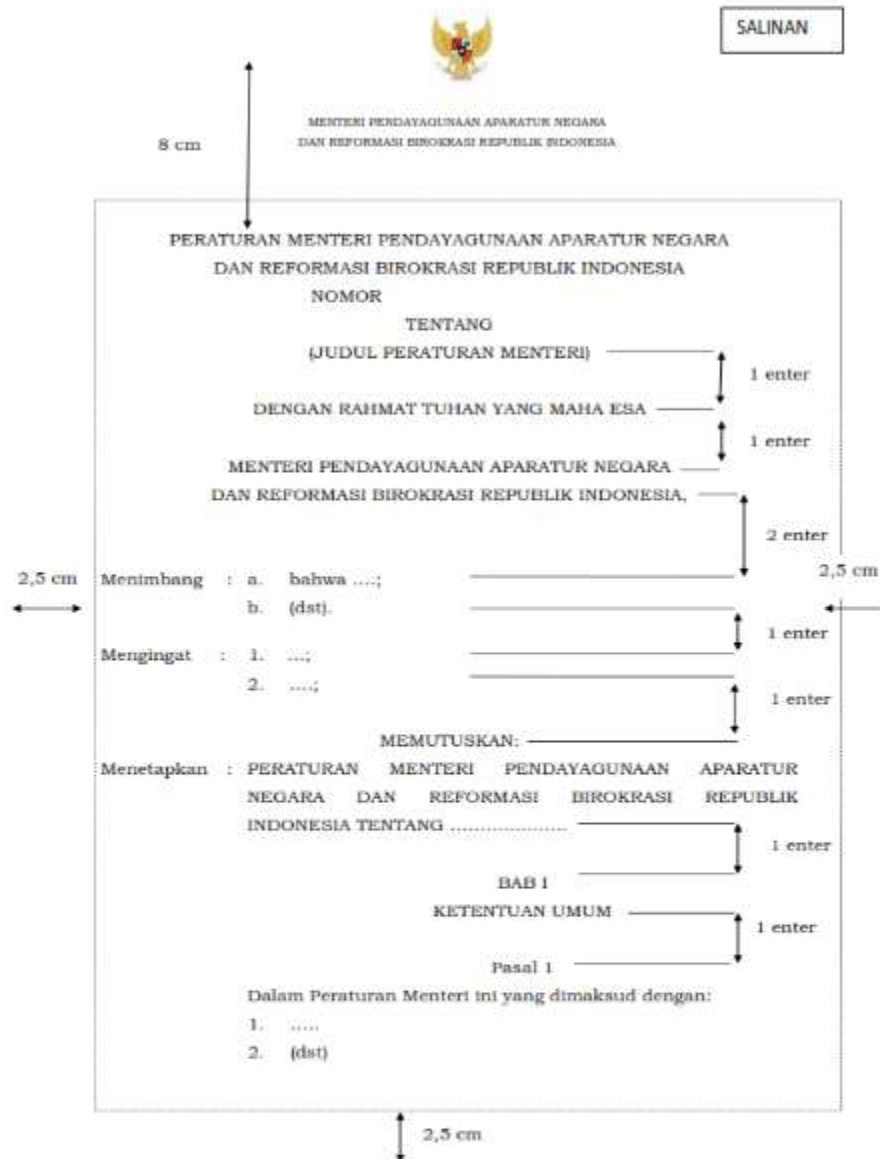 SALINAN
MENTERI PENDAYAGUNAAN APARATUR NEGARA
DAN REFORMASI BIROKRASI REPUBLIK INDONESIA
8 cm
PERATURAN MENTERI PENDAYAGUNAAN APARATUR NEGARA
DAN REFORMASI BIROKRASI REPUBLIK INDONESIA
NOMOR
TENTANG
(JUDUL PERATURAN MENTERI)
1 enter
DENGAN RAHMAT TUHAN YANG MAHA ESA
1 enter
MENTERI PENDAYAGUNAAN APARATUR NEGARA
DAN REFORMASI BIROKRASI REPUBLIK INDONESIA,
2 enter
2,5 cm
Menimbang : a. bahwa ....;
2,5 cm
b. (dst).
1 enter
Mengingat : 1. ...;
2. ....;
1 enter
MEMUTUSKAN:
Menetapkan : PERATURAN MENTERI PENDAYAGUNAAN APARATUR
NEGARA DAN REFORMASI BIROKRASI REPUBLIK
INDONESIA TENTANG .....................
1 enter
BAB I
KETENTUAN UMUM
1 enter
Pasal 1
Dalam Peraturan Menteri ini yang dimaksud dengan:
1. .....
2. (dst)
2,5 cm